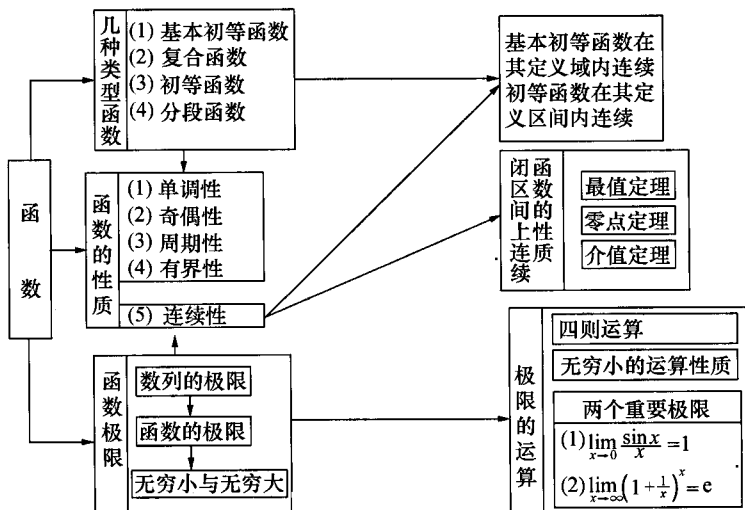 函数
几种类型函数
(1) 基本初等函数
(2) 复合函数
(3) 初等函数
(4) 分段函数
函数的性质
(1) 单调性
(2) 奇偶性
(3) 周期性
(4) 有界性
(5) 连续性
函数极限
数列的极限
函数的极限
无穷小与无穷大
基本初等函数在
其定义域内连续
初等函数在其定
义区间内连续
闭区间上连续
函数的性质
最值定理
零点定理
介值定理
极限的运算
四则运算
无穷小的运算性质
两个重要极限
(1) lim_{x→0} sin x / x = 1
(2) lim_{x→∞} (1 + 1/x)^x = e